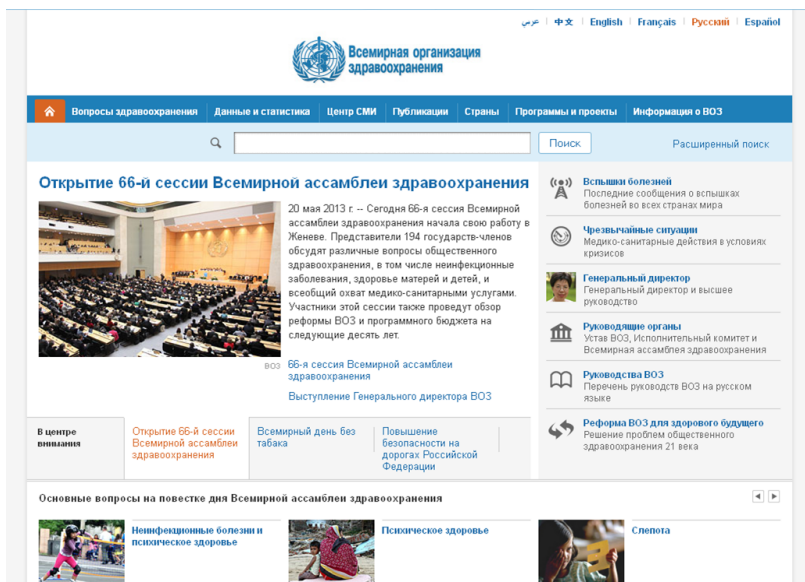 عربي 中文 English Français Русский Español
Всемирная организация
здравоохранения
Вопросы здравоохранения Данные и статистика Центр СМИ Публикации Страны Программы и проекты Информация о ВОЗ
Поиск Расширенный поиск
Открытие 66-й сессии Всемирной ассамблеи здравоохранения
20 мая 2013 г. -- Сегодня 66-я сессия Всемирной
ассамблеи здравоохранения начала свою работу в
Женеве. Представители 194 государств-членов
обсудят различные вопросы общественного
здравоохранения, в том числе неинфекционные
заболевания, здоровье матерей и детей, и
всеобщий охват медико-санитарными услугами.
Участники этой сессии также проведут обзор
реформы ВОЗ и программного бюджета на
следующие десять лет.
ВОЗ
66-я сессия Всемирной ассамблеи
здравоохранения
Выступление Генерального директора ВОЗ
Вспышки болезней
Последние сообщения о вспышках
болезней во всех странах мира
Чрезвычайные ситуации
Медико-санитарные действия в условиях
кризисов
Генеральный директор
Генеральный директор и высшее
руководство
Руководящие органы
Устав ВОЗ, Исполнительный комитет и
Всемирная ассамблея здравоохранения
Руководства ВОЗ
Перечень руководств ВОЗ на русском
языке
Реформа ВОЗ для здорового будущего
Решение проблем общественного
здравоохранения 21 века
В центре
внимания
Открытие 66-й сессии
Всемирной ассамблеи
здравоохранения
Всемирный день без
табака
Повышение
безопасности на
дорогах Российской
Федерации
Основные вопросы на повестке дня Всемирной ассамблеи здравоохранения
Неинфекционные болезни и
психическое здоровье
Психическое здоровье
Слепота